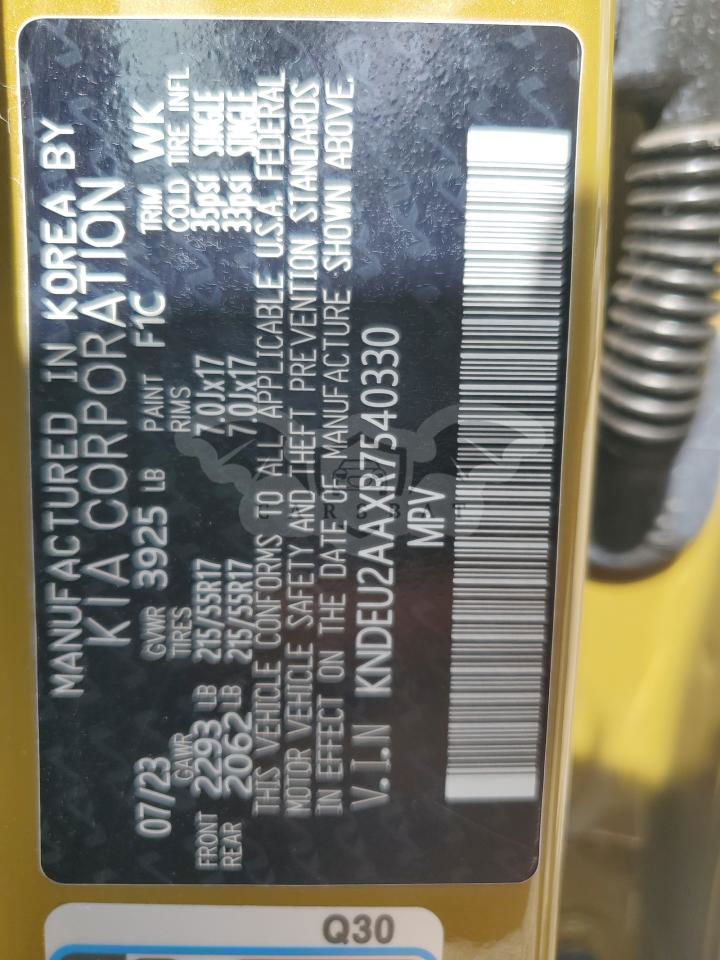 MANUFACTURED IN KOREA BY
KIA CORPORATION
07/23 GVWR 3925 LB PAINT F1C TRIM WK
GAWR TIRES RIMS COLD TIRE INFL
FRONT 2293 LB 215/55R17 7.0Jx17 35psi SINGLE
REAR 2062 LB 215/55R17 7.0Jx17 33psi SINGLE
THIS VEHICLE CONFORMS TO ALL APPLICABLE U.S.A. FEDERAL
MOTOR VEHICLE SAFETY AND THEFT PREVENTION STANDARDS
IN EFFECT ON THE DATE OF MANUFACTURE SHOWN ABOVE.
V.I.N KNDEU2AAXR7540330
MPV
CARSBAT
Q30